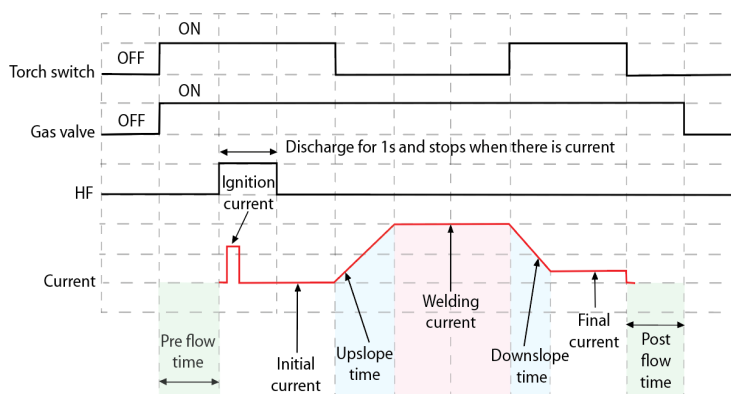 ON
OFF
Torch switch
ON
OFF
Gas valve
Discharge for 1s and stops when there is current
HF
Ignition
current
Current
Welding
current
Pre flow
time
Initial
current
Upslope
time
Downslope
time
Final
current
Post
flow
time